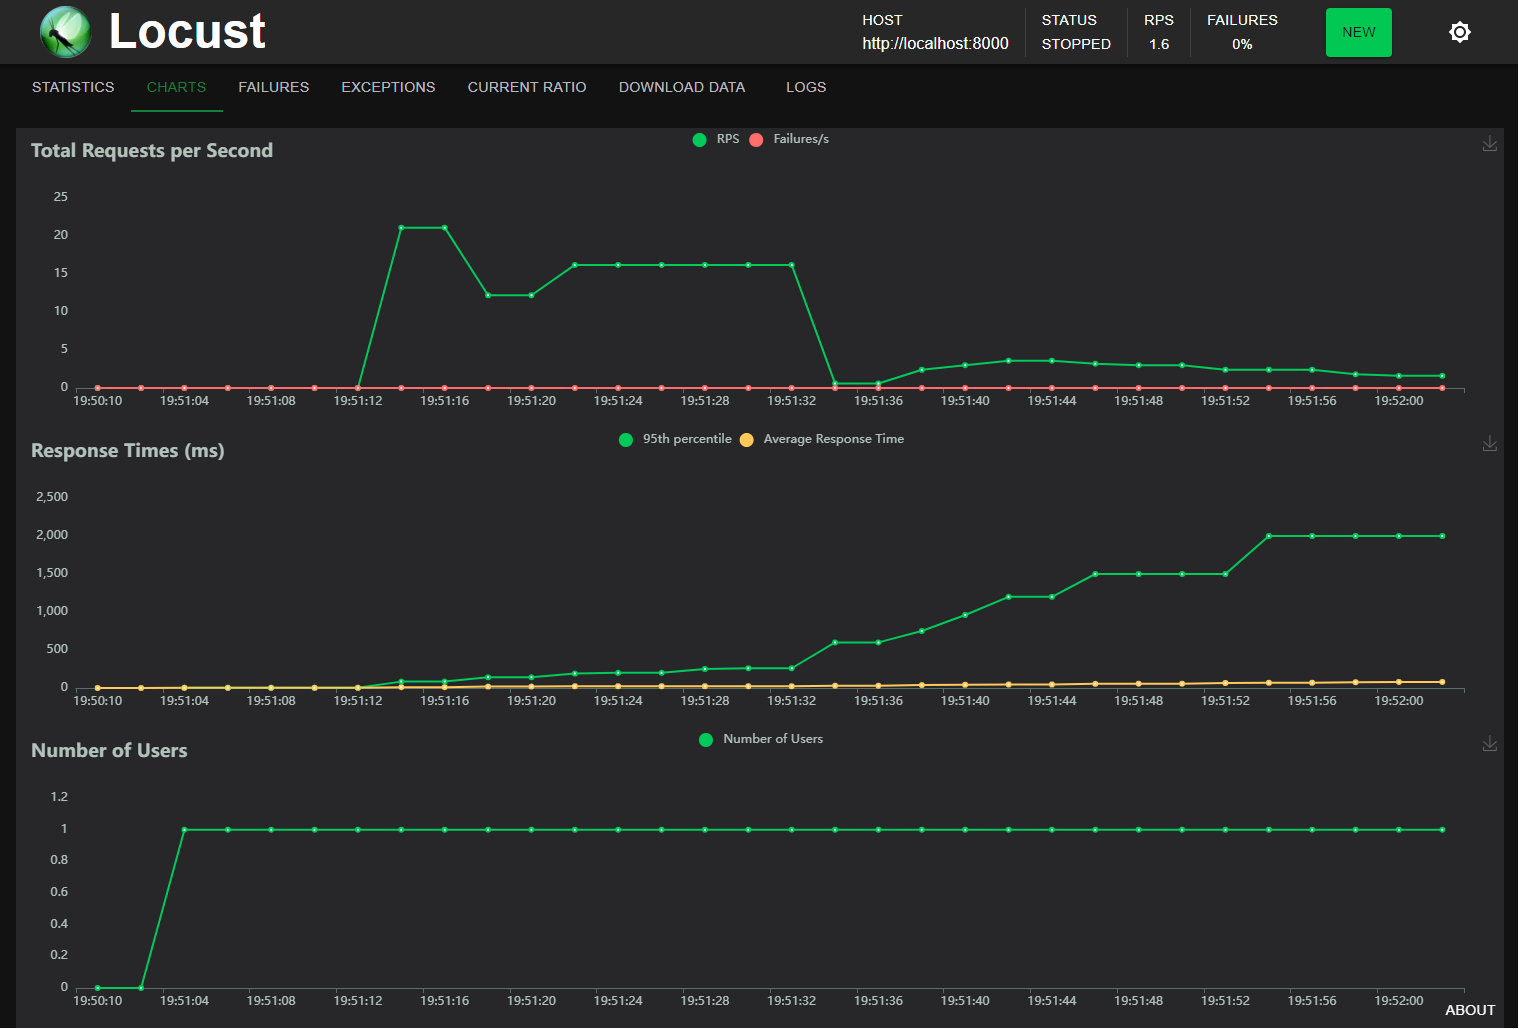 Locust
HOST
http://localhost:8000
STATUS
STOPPED
RPS
1.6
FAILURES
0%
NEW
STATISTICS CHARTS FAILURES EXCEPTIONS CURRENT RATIO DOWNLOAD DATA LOGS
Total Requests per Second
RPS Failures/s
25
20
15
10
5
0
19:50:10 19:51:04 19:51:08 19:51:12 19:51:16 19:51:20 19:51:24 19:51:28 19:51:32 19:51:36 19:51:40 19:51:44 19:51:48 19:51:52 19:51:56 19:52:00
Response Times (ms)
95th percentile Average Response Time
2,500
2,000
1,500
1,000
500
0
19:50:10 19:51:04 19:51:08 19:51:12 19:51:16 19:51:20 19:51:24 19:51:28 19:51:32 19:51:36 19:51:40 19:51:44 19:51:48 19:51:52 19:51:56 19:52:00
Number of Users
Number of Users
1.2
1
0.8
0.6
0.4
0.2
0
19:50:10 19:51:04 19:51:08 19:51:12 19:51:16 19:51:20 19:51:24 19:51:28 19:51:32 19:51:36 19:51:40 19:51:44 19:51:48 19:51:52 19:51:56 19:52:00
ABOUT